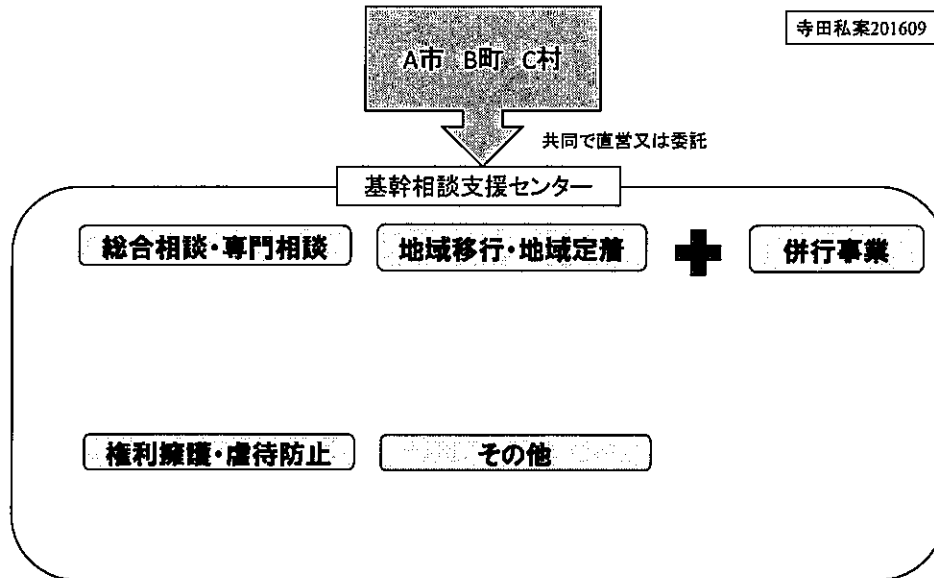 寺田私案201609
A市 B町 C村
共同で直営又は委託
基幹相談支援センター
総合相談・専門相談
地域移行・地域定着
併行事業
権利擁護・虐待防止
その他